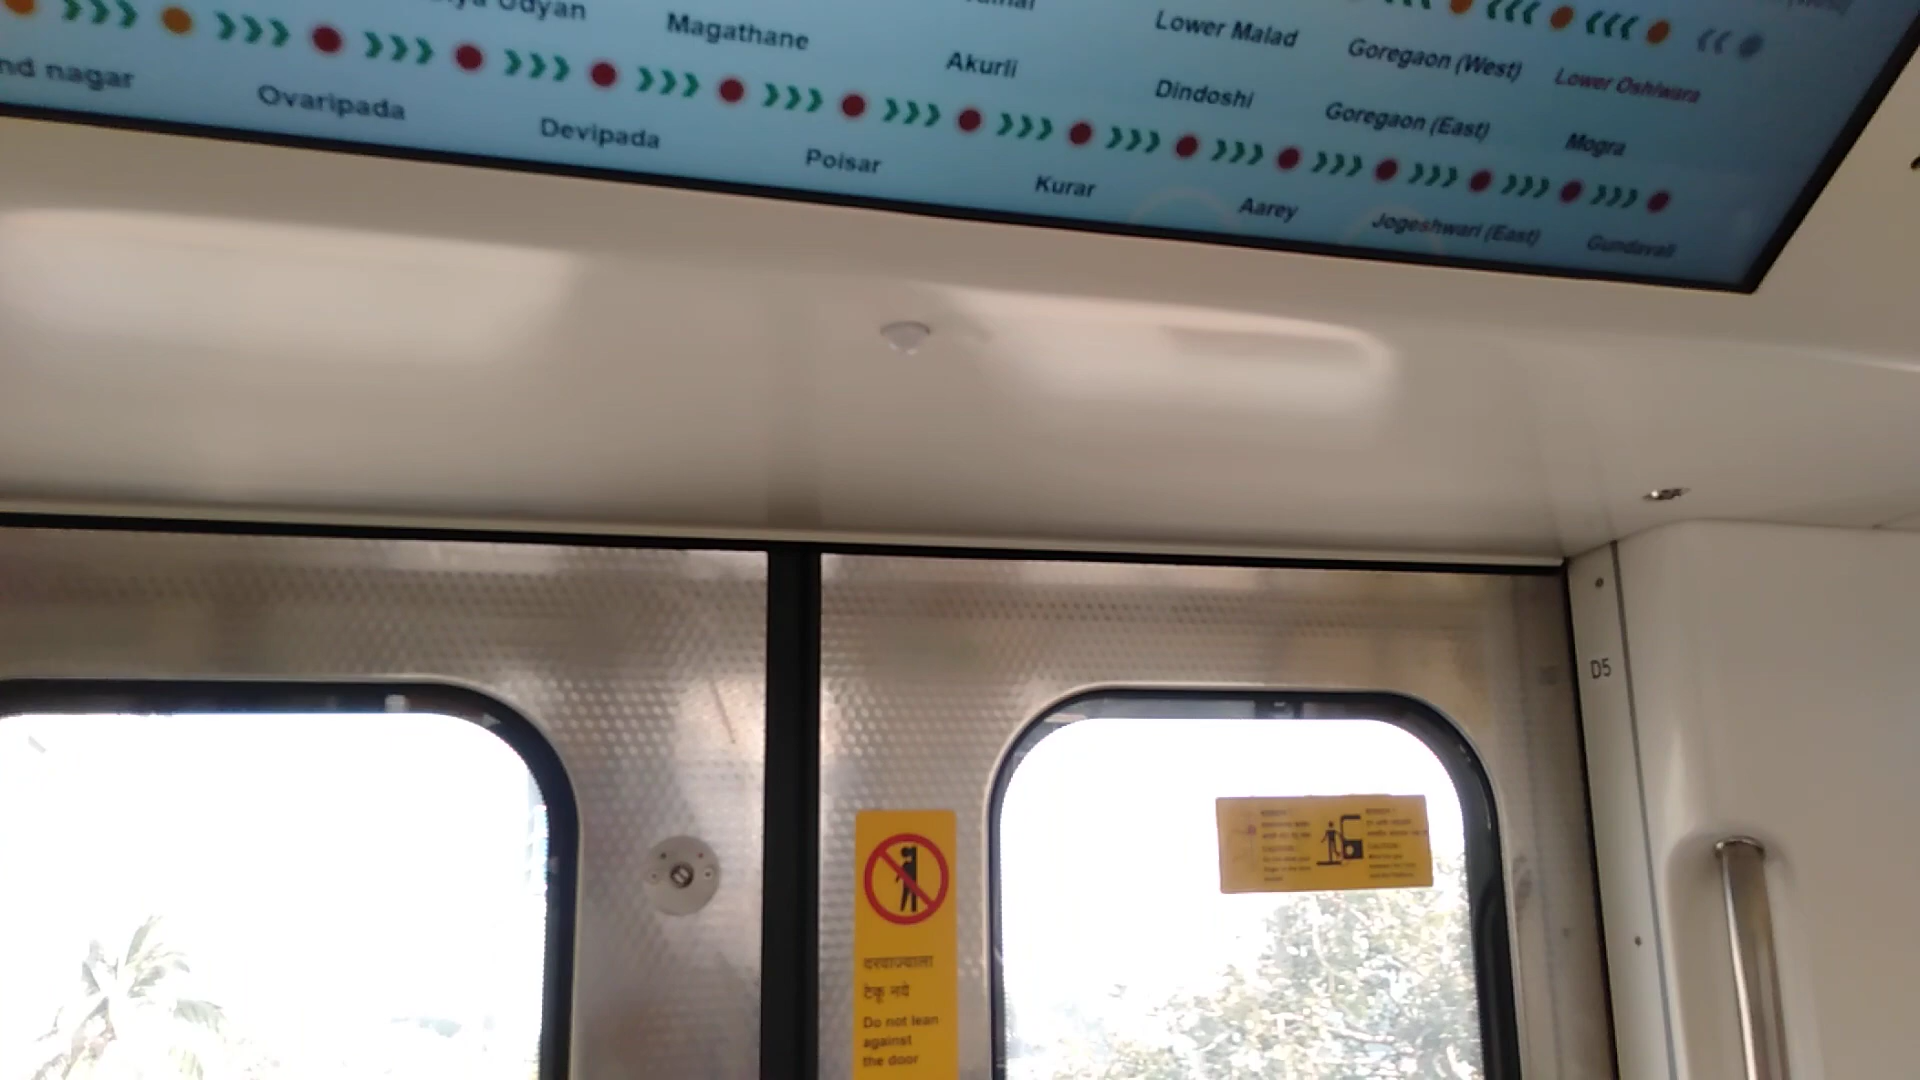 Udyan
Magathane
Lower Malad
Goregaon (West)
Lower Oshiwara
Akurli
Dindoshi
Goregaon (East)
Mogra
nd nagar
Ovaripada
Devipada
Poisar
Kurar
Aarey
Jogeshwari (East)
Gundavali
D5
दरवाज्याला
टेकू नये
Do not lean
against
the door